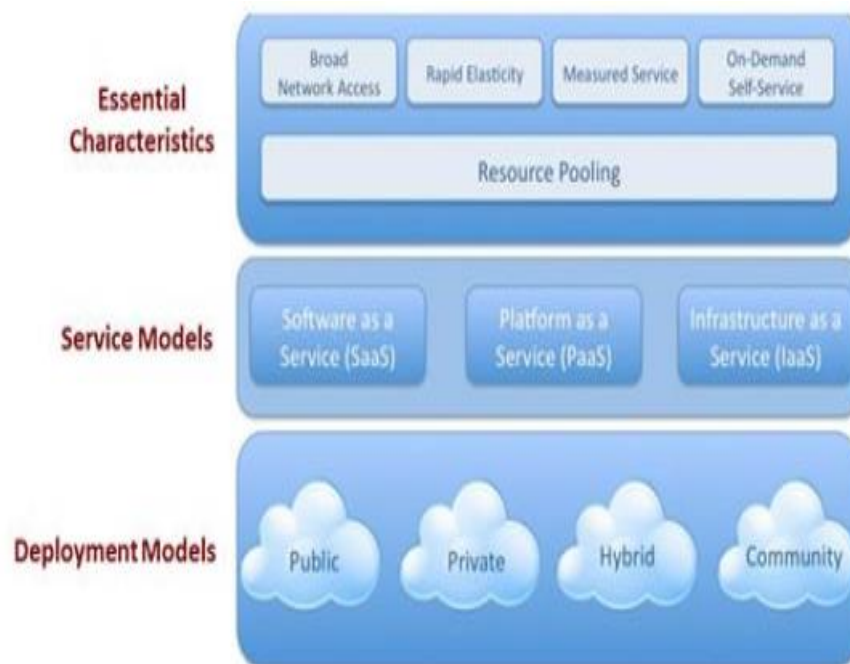 Essential
Characteristics
Broad
Network Access
Rapid Elasticity
Measured Service
On-Demand
Self-Service
Resource Pooling
Service Models
Software as a
Service (SaaS)
Platform as a
Service (PaaS)
Infrastructure as a
Service (IaaS)
Deployment Models
Public
Private
Hybrid
Community